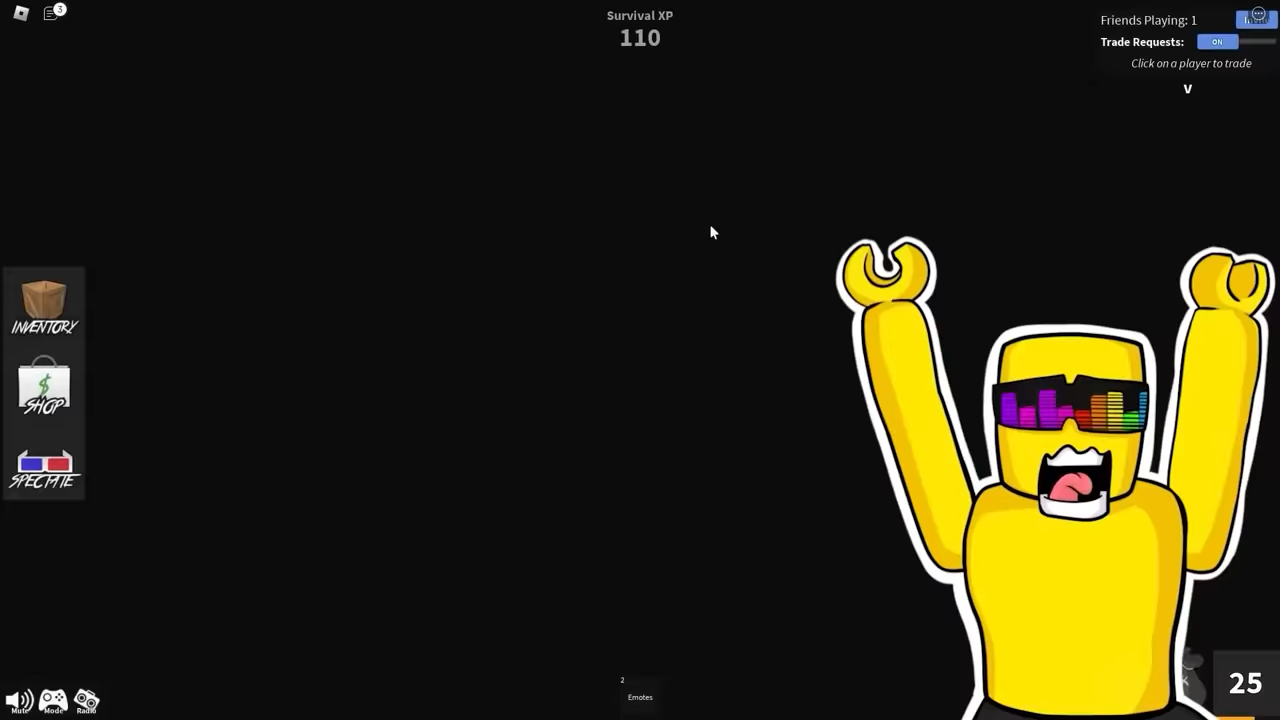 3
Survival XP
110
Friends Playing: 1
Trade Requests:
ON
Click on a player to trade
V
INVENTORY
$
SHOP
SPECTATE
Mute
Mode
Radio
2
Emotes
25